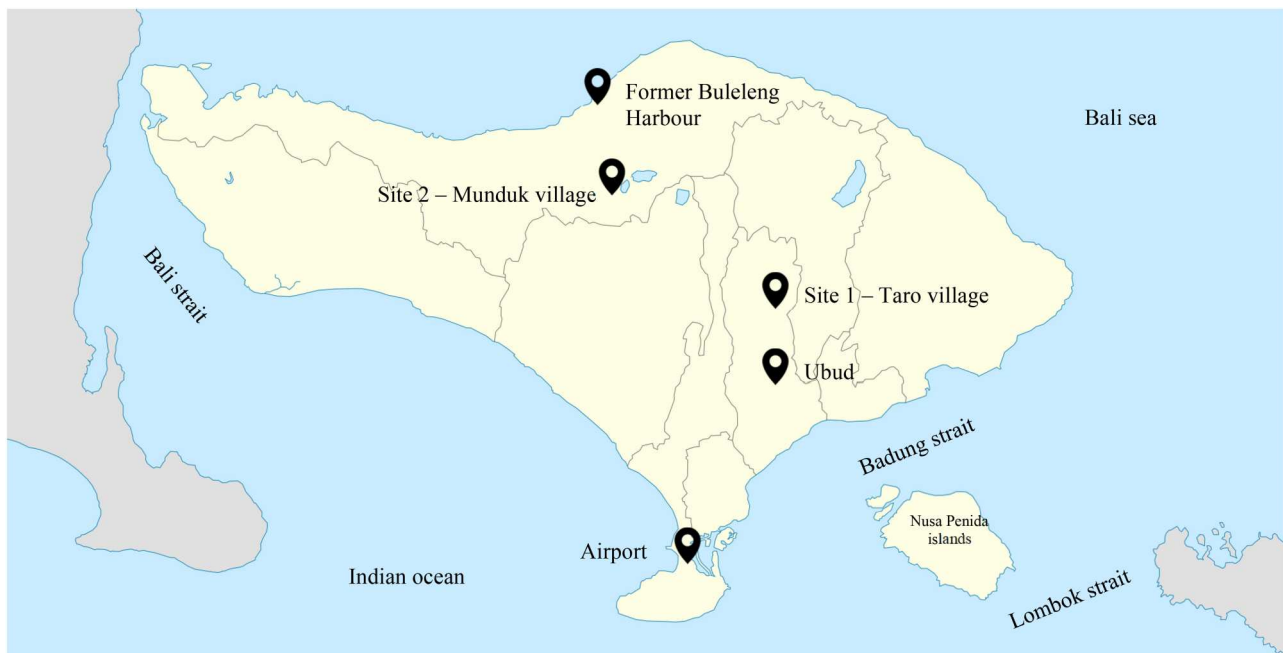 Former Buleleng
Harbour
Bali sea
Site 2 – Munduk village
Bali strait
Site 1 – Taro village
Ubud
Badung strait
Nusa Penida
islands
Airport
Indian ocean
Lombok strait